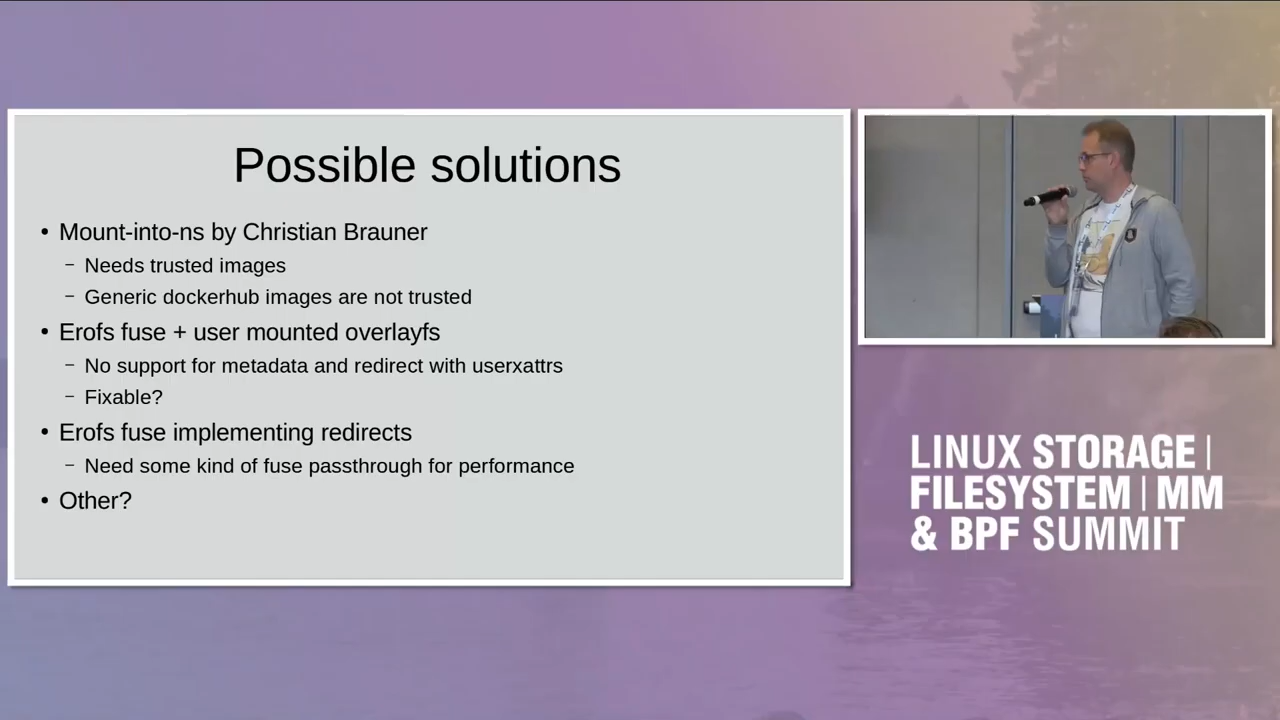 Possible solutions
• Mount-into-ns by Christian Brauner
– Needs trusted images
– Generic dockerhub images are not trusted
• Erofs fuse + user mounted overlayfs
– No support for metadata and redirect with userxattrs
– Fixable?
• Erofs fuse implementing redirects
– Need some kind of fuse passthrough for performance
• Other?
LINUX STORAGE |
FILESYSTEM | MM
& BPF SUMMIT